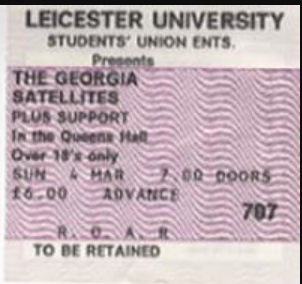 LEICESTER UNIVERSITY
STUDENTS' UNION ENTS.
Presents
THE GEORGIA
SATELLITES
PLUS SUPPORT
In the Queens Hall
Over 18's only
SUN 4 MAR 7.00 DOORS
£6.00 ADVANCE
707
R. O. A. R
TO BE RETAINED